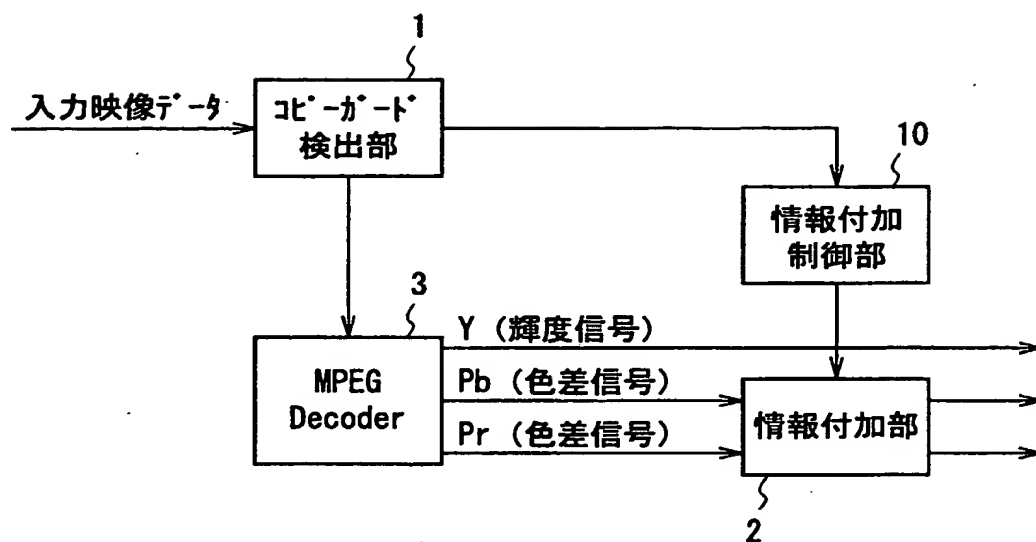 1
入力映像ﾃﾞｰﾀ
ｺﾋﾟｰｶﾞｰﾄﾞ
検出部
10
情報付加
制御部
3
MPEG
Decoder
Y (輝度信号)
Pb (色差信号)
Pr (色差信号)
情報付加部
2